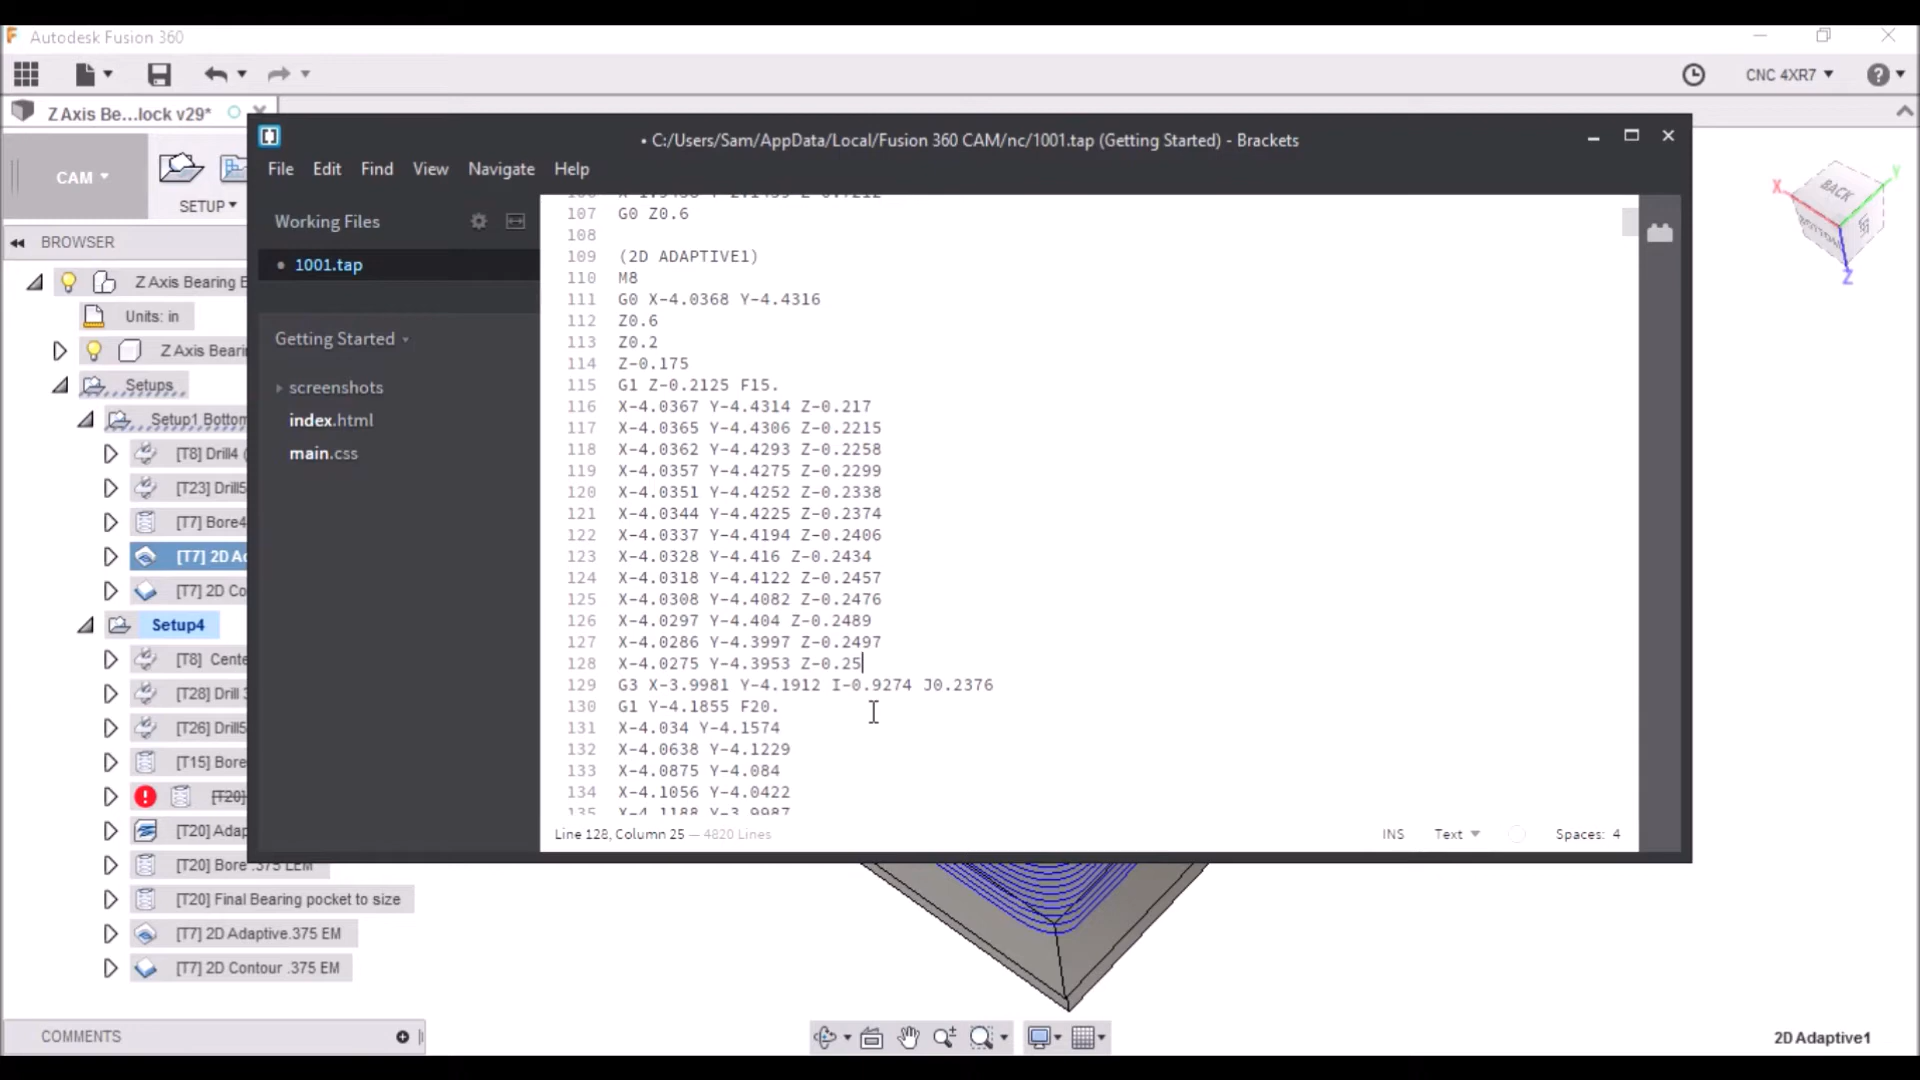 Autodesk Fusion 360
CNC 4XR7
Z Axis Be...lock v29*
C:/Users/Sam/AppData/Local/Fusion 360 CAM/nc/1001.tap (Getting Started) - Brackets
File Edit Find View Navigate Help
CAM
SETUP
BROWSER
Z Axis Bearing
Units: in
Z Axis Beari
Setups
Setup1 Bottom
[T8] Drill4 (
[T23] Drill5
[T7] Bore4
[T7] 2D Ad
[T7] 2D Co
Setup4
[T8] Cente
[T28] Drill
[T26] Drill5
[T15] Bore
[T20]
[T20] Adap
[T20] Bore .375 LEM
[T20] Final Bearing pocket to size
[T7] 2D Adaptive.375 EM
[T7] 2D Contour .375 EM
COMMENTS
Working Files
1001.tap
Getting Started
screenshots
index.html
main.css
107 G0 Z0.6
108
109 (2D ADAPTIVE1)
110 M8
111 G0 X-4.0368 Y-4.4316
112 Z0.6
113 Z0.2
114 Z-0.175
115 G1 Z-0.2125 F15.
116 X-4.0367 Y-4.4314 Z-0.217
117 X-4.0365 Y-4.4306 Z-0.2215
118 X-4.0362 Y-4.4293 Z-0.2258
119 X-4.0357 Y-4.4275 Z-0.2299
120 X-4.0351 Y-4.4252 Z-0.2338
121 X-4.0344 Y-4.4225 Z-0.2374
122 X-4.0337 Y-4.4194 Z-0.2406
123 X-4.0328 Y-4.416 Z-0.2434
124 X-4.0318 Y-4.4122 Z-0.2457
125 X-4.0308 Y-4.4082 Z-0.2476
126 X-4.0297 Y-4.404 Z-0.2489
127 X-4.0286 Y-4.3997 Z-0.2497
128 X-4.0275 Y-4.3953 Z-0.25
129 G3 X-3.9981 Y-4.1912 I-0.9274 J0.2376
130 G1 Y-4.1855 F20.
131 X-4.034 Y-4.1574
132 X-4.0638 Y-4.1229
133 X-4.0875 Y-4.084
134 X-4.1056 Y-4.0422
135 X-4.1188 Y-3.9987
Line 128, Column 25 — 4820 Lines
INS Text Spaces: 4
BACK
BOTTOM
X
Y
Z
2D Adaptive1